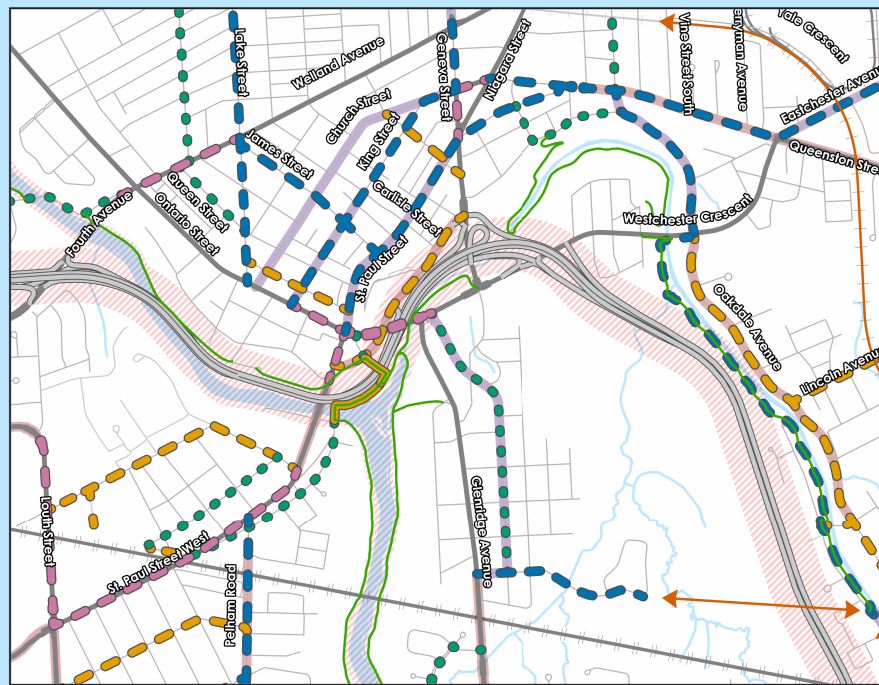 Lake Street
Welland Avenue
Geneva Street
Niagara Street
Vine Street South
Yale Crescent
Eastchester
Queenston
Church Street
King Street
James Street
Carlisle Street
Queen Street
Ontario Street
Fourth Avenue
St. Paul Street
Westchester Crescent
Oakdale Avenue
Lincoln Avenue
Louth Street
St. Paul Street West
Pelham Road
Glenridge Avenue